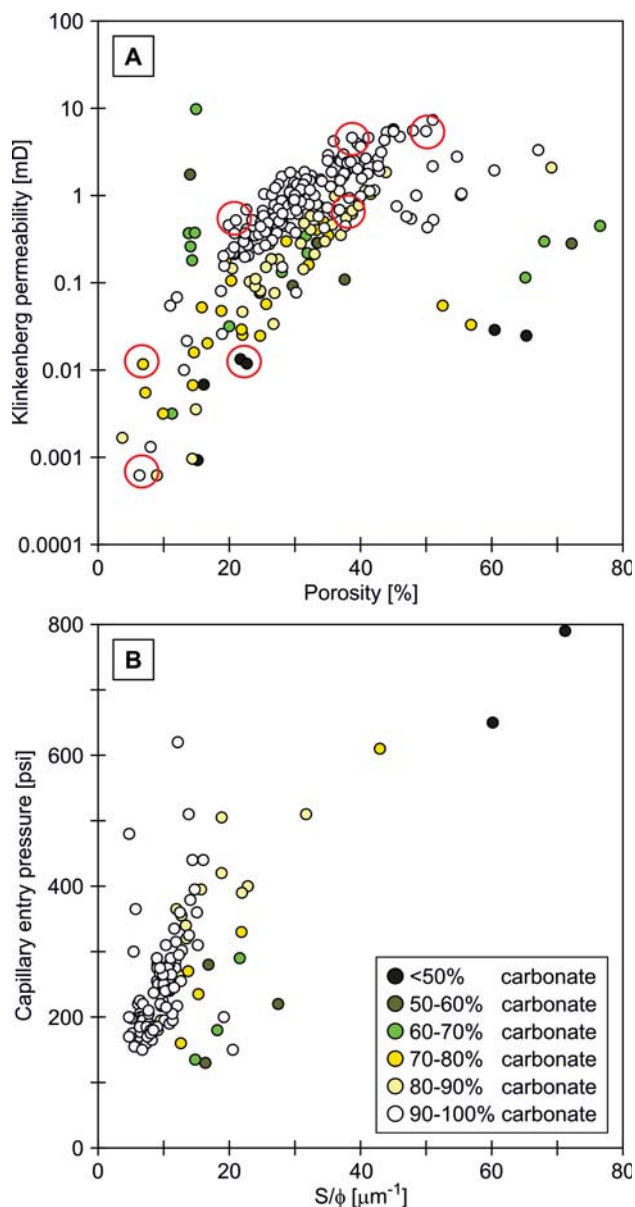 A
Klinkenberg permeability [mD]
100
10
1
0.1
0.01
0.001
0.0001
0 20 40 60 80
Porosity [%]
B
Capillary entry pressure [psi]
800
600
400
200
0
<50% carbonate
50-60% carbonate
60-70% carbonate
70-80% carbonate
80-90% carbonate
90-100% carbonate
0 20 40 60 80
S/ϕ [µm⁻¹]